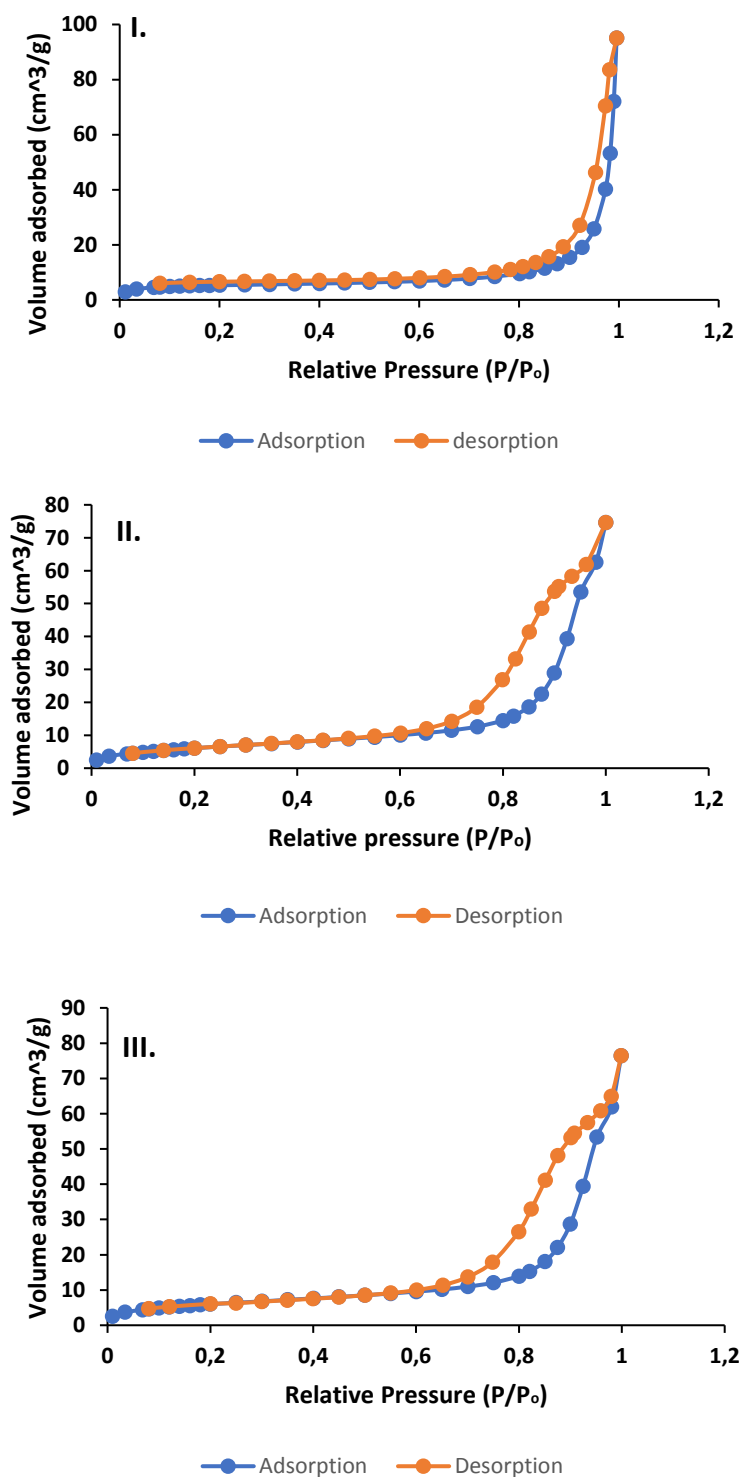 I.
Volume adsorbed (cm^3/g)
100
80
60
40
20
0
0 0,2 0,4 0,6 0,8 1 1,2
Relative Pressure (P/Po)
Adsorption desorption
II.
Volume adsorbed (cm^3/g)
80
70
60
50
40
30
20
10
0
0 0,2 0,4 0,6 0,8 1 1,2
Relative pressure (P/Po)
Adsorption Desorption
III.
Volume adsorbed (cm^3/g)
90
80
70
60
50
40
30
20
10
0
0 0,2 0,4 0,6 0,8 1 1,2
Relative Pressure (P/Po)
Adsorption Desorption